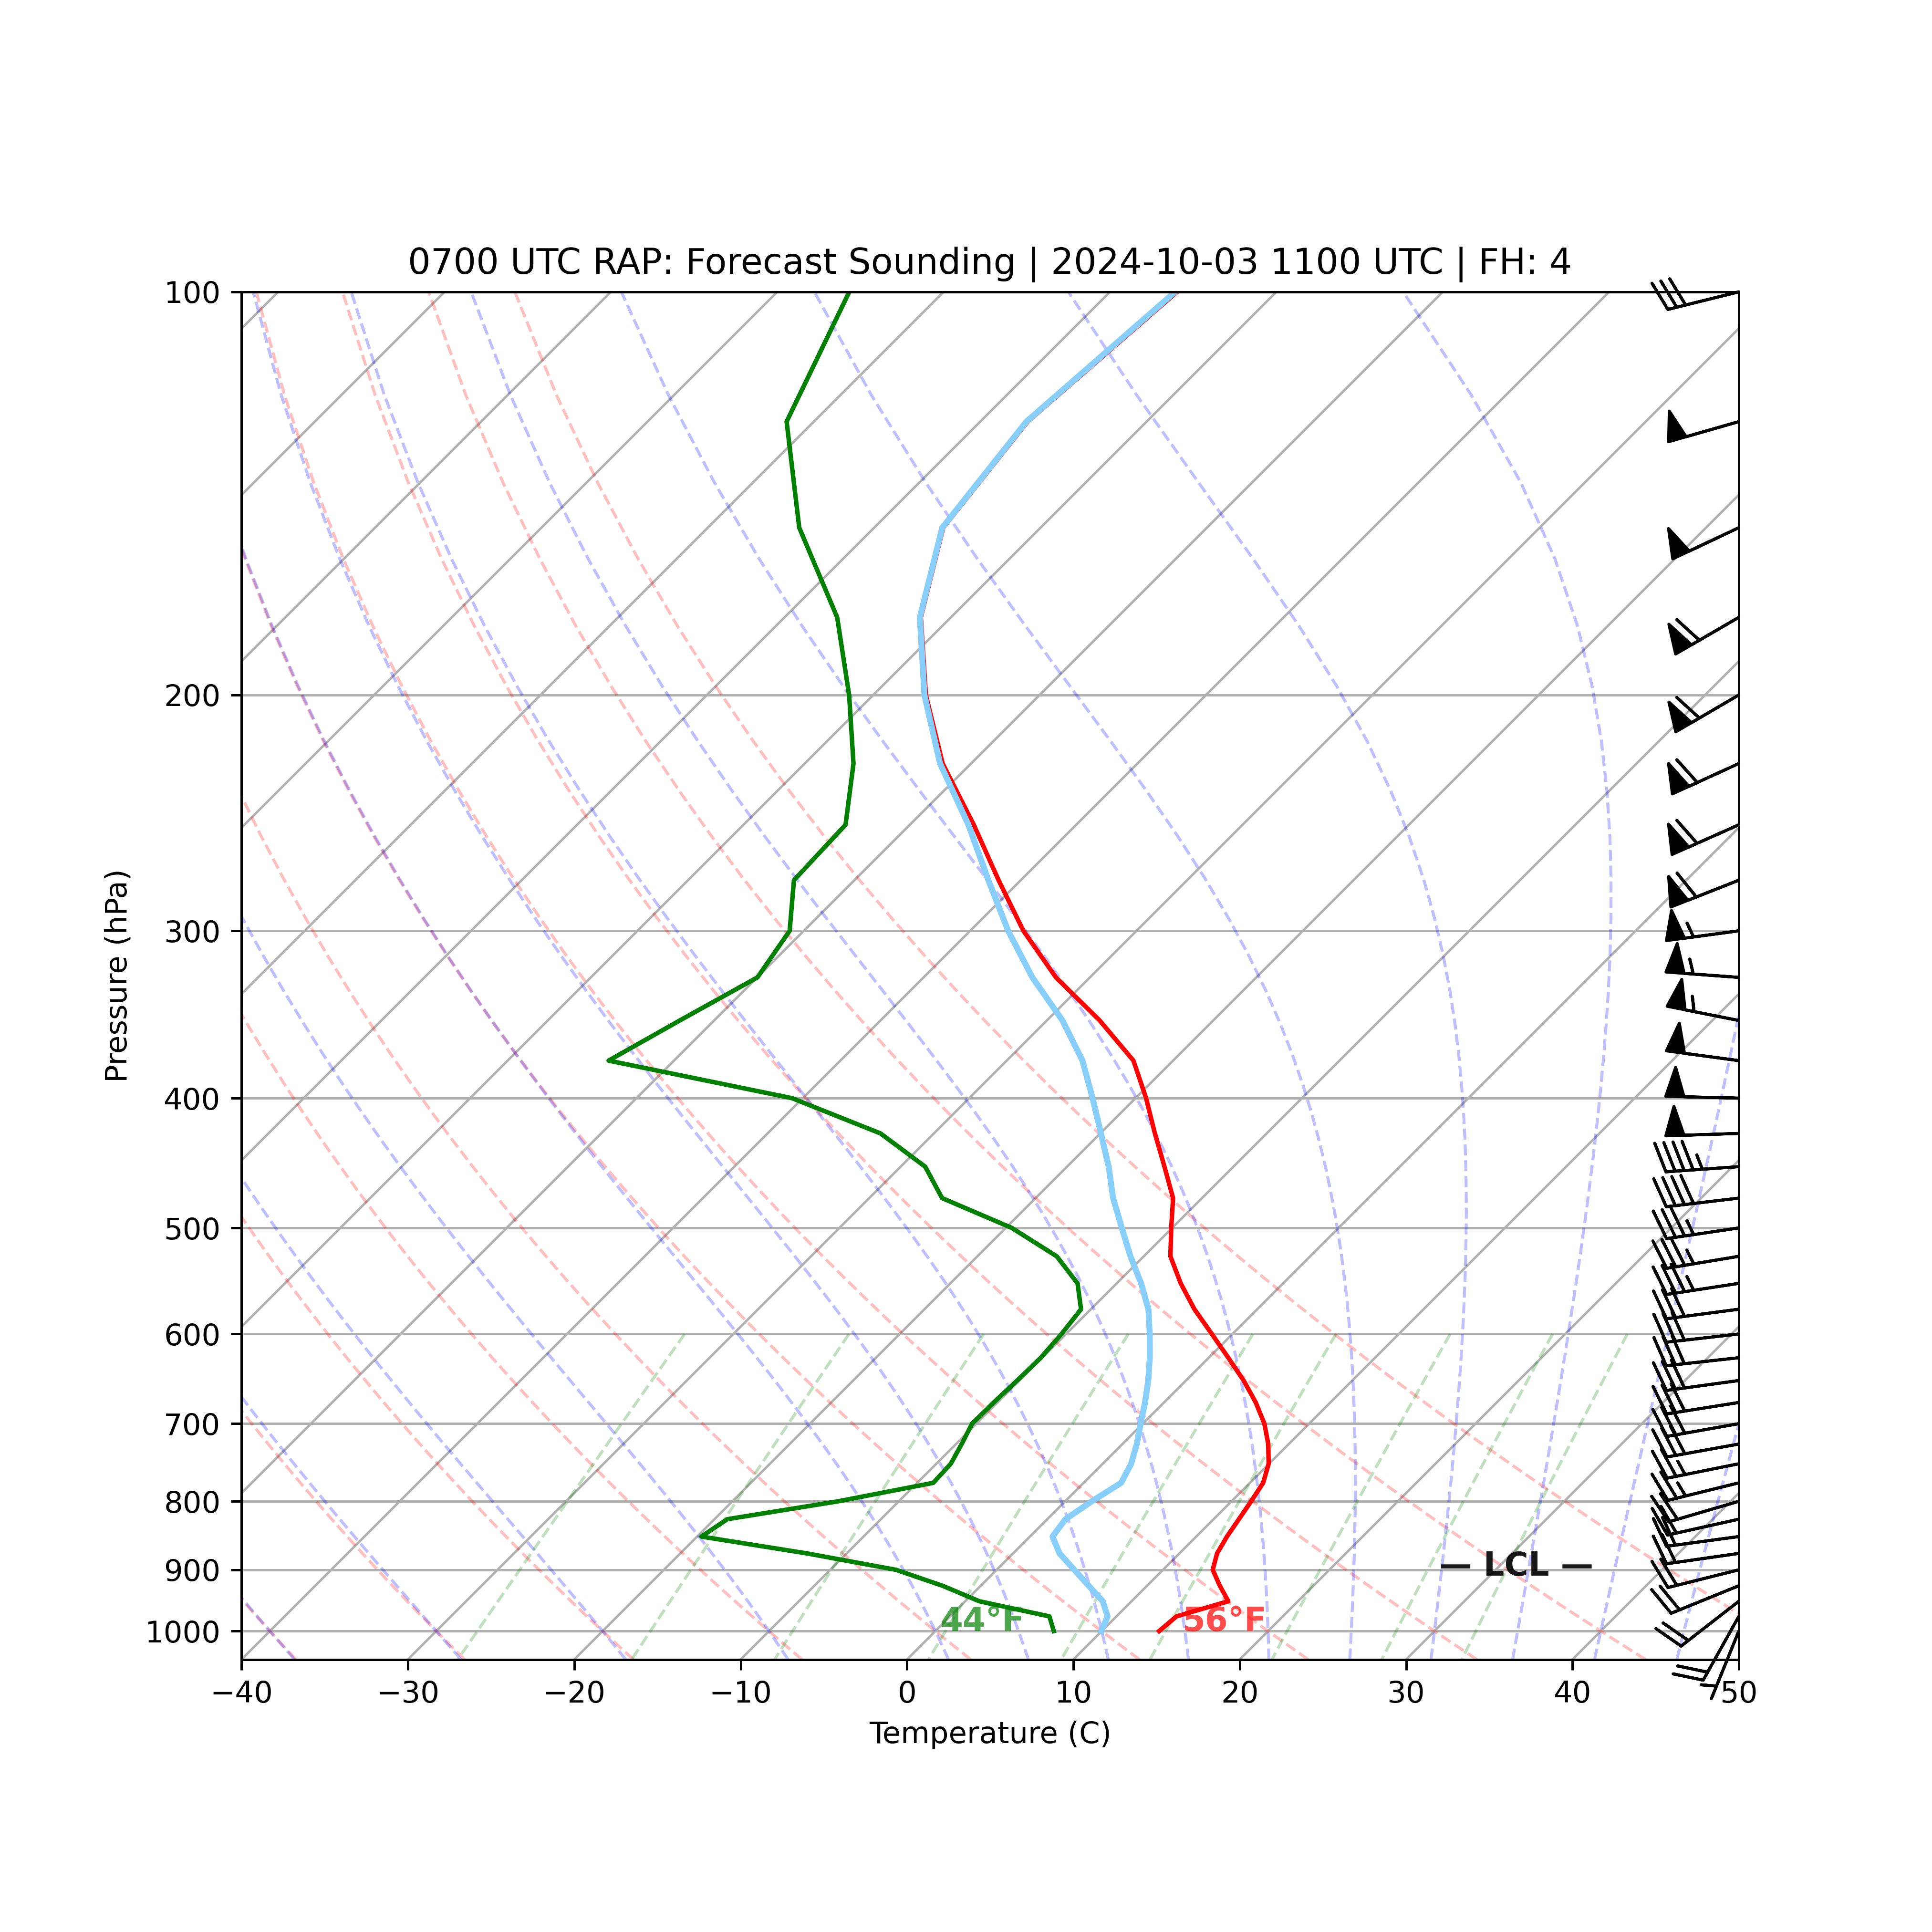 0700 UTC RAP: Forecast Sounding | 2024-10-03 1100 UTC | FH: 4
100
200
300
400
500
600
700
800
900
1000
Pressure (hPa)
— LCL —
44°F
56°F
−40 −30 −20 −10 0 10 20 30 40 50
Temperature (C)